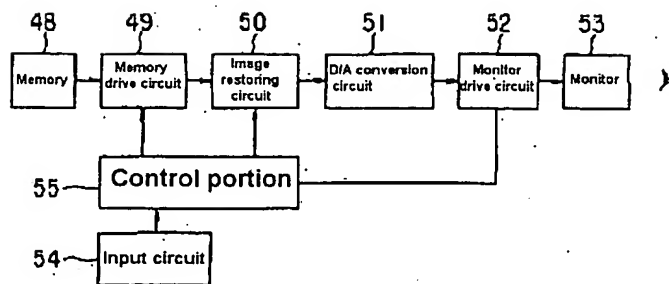 48
49
50
51
52
53
Memory
Memory
drive circuit
Image
restoring
circuit
D/A conversion
circuit
Monitor
drive circuit
Monitor
55
Control portion
54
Input circuit